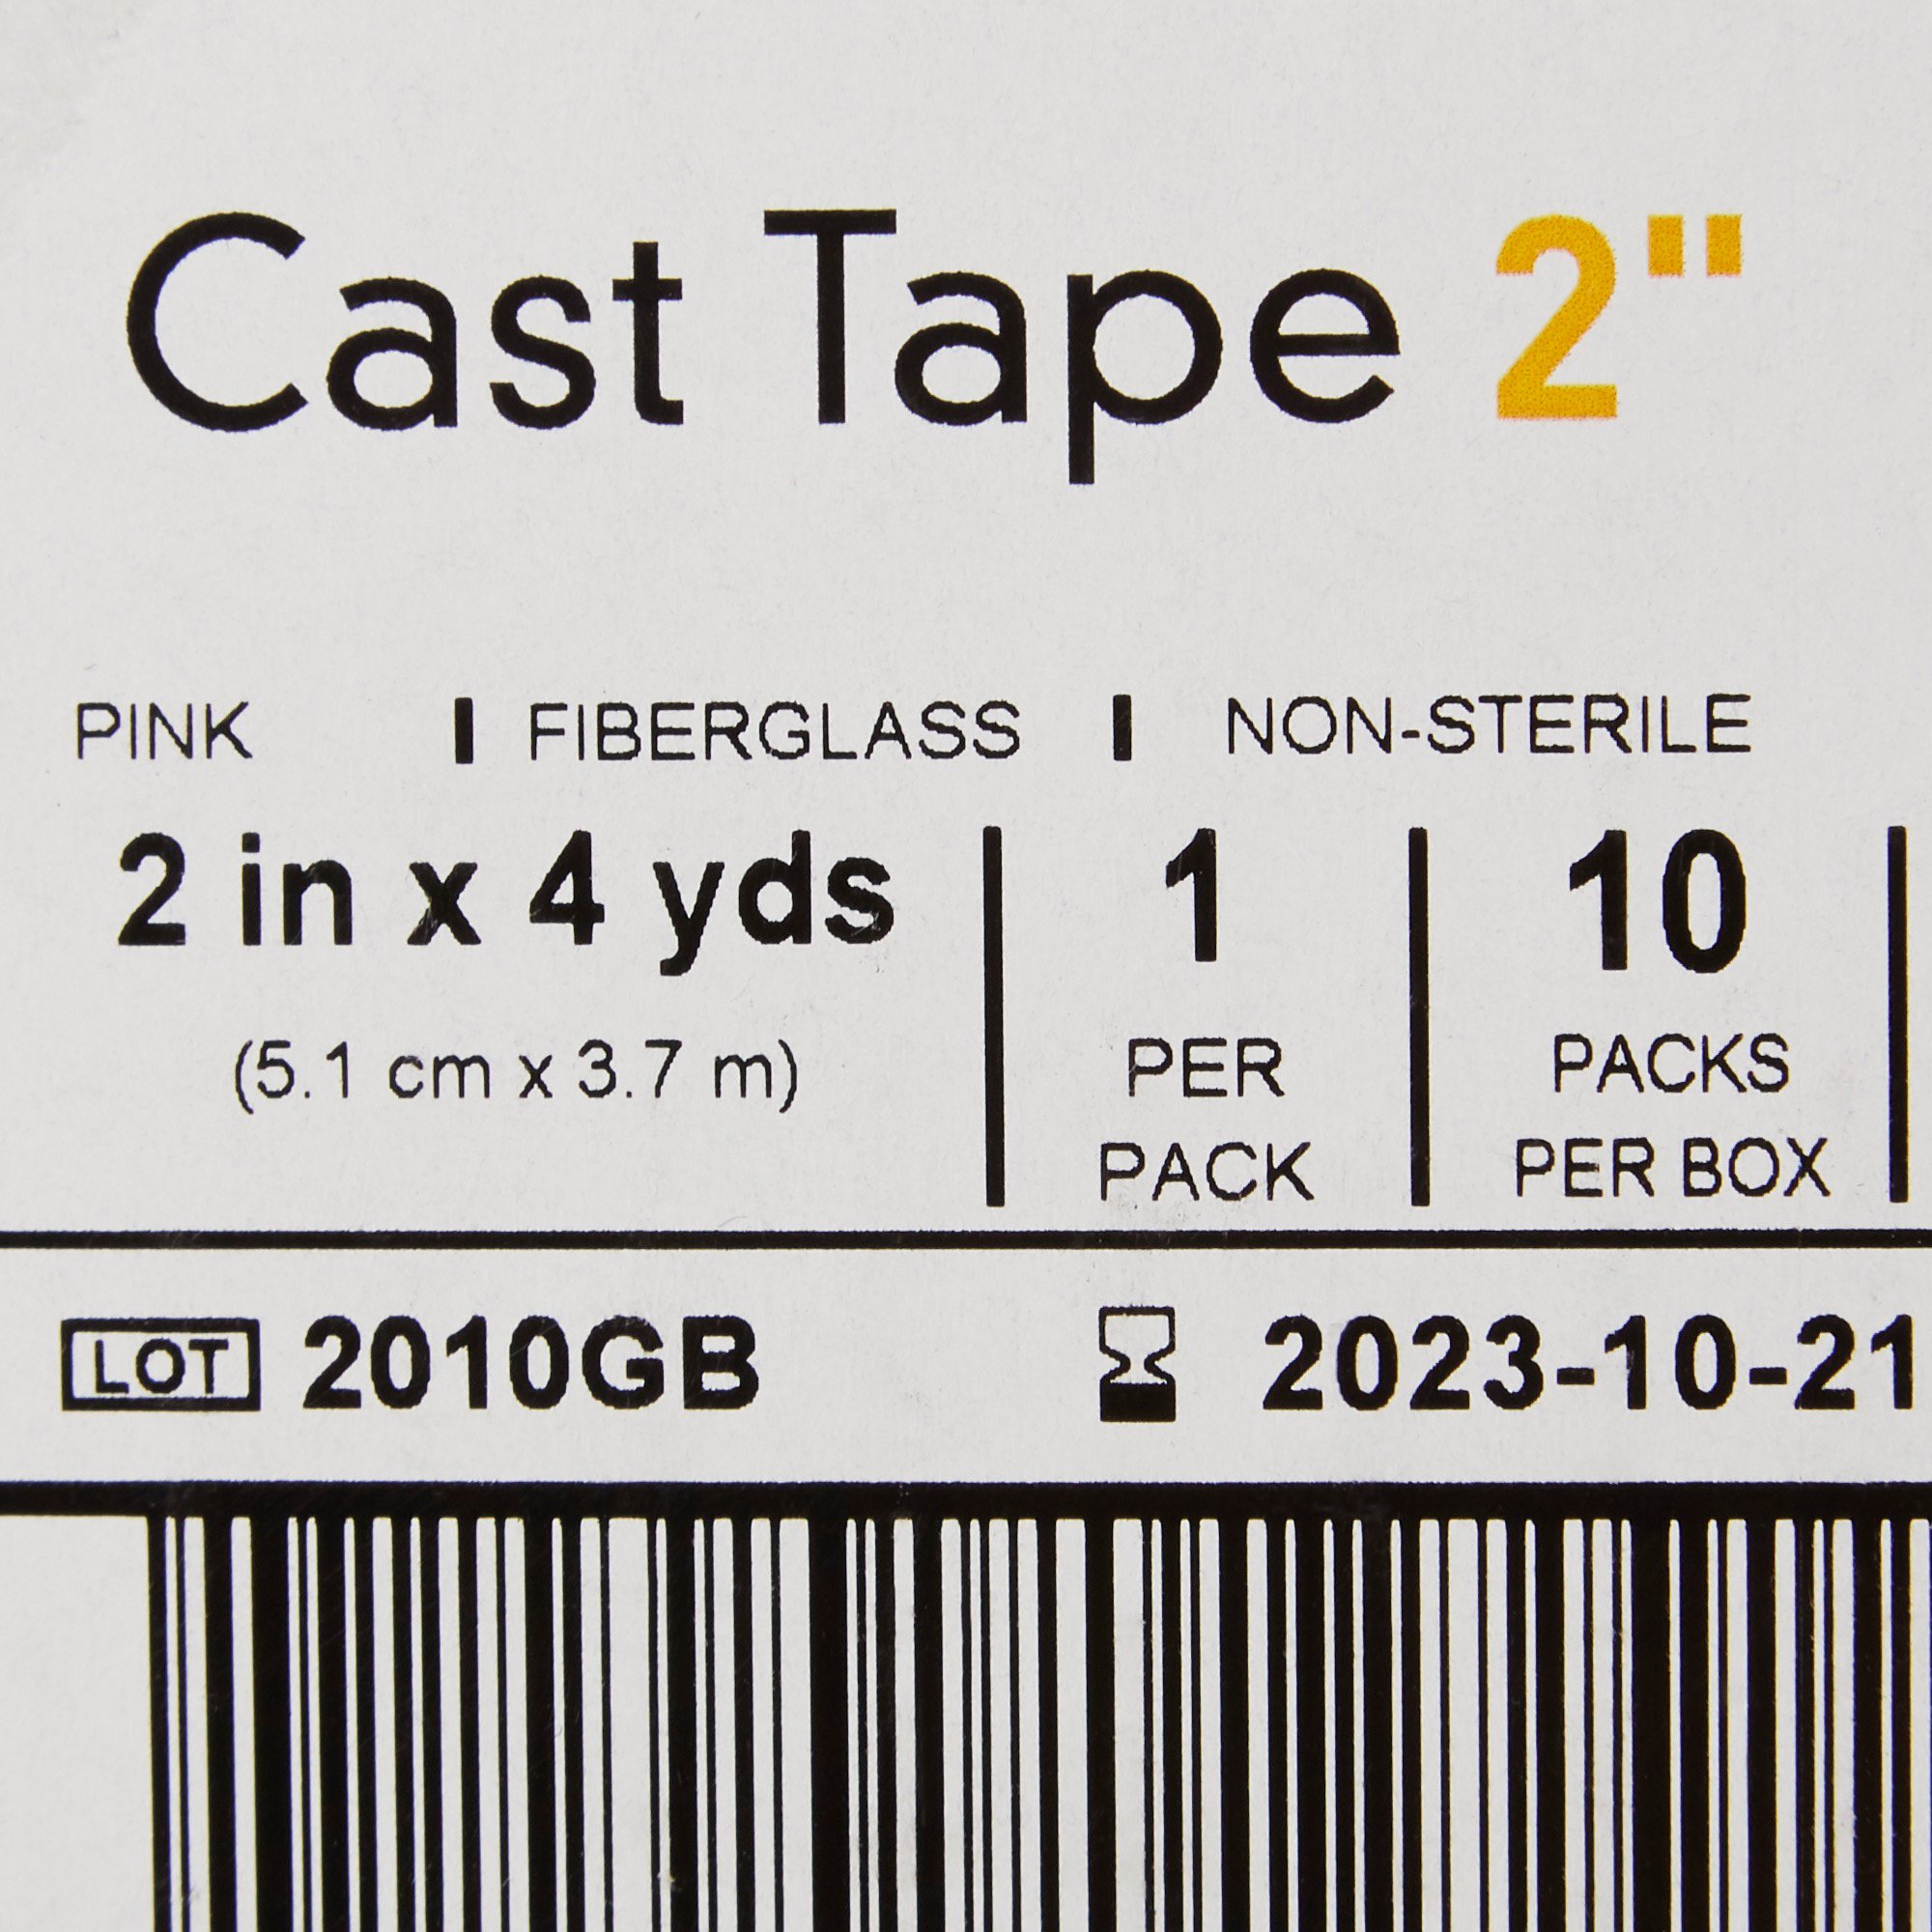 Cast Tape 2"
PINK FIBERGLASS NON-STERILE
2 in x 4 yds
(5.1 cm x 3.7 m)
1
PER
PACK
10
PACKS
PER BOX
LOT 2010GB
2023-10-21